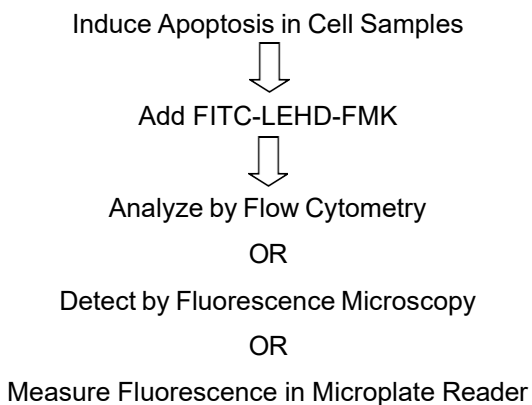 Induce Apoptosis in Cell Samples
Add FITC-LEHD-FMK
Analyze by Flow Cytometry
OR
Detect by Fluorescence Microscopy
OR
Measure Fluorescence in Microplate Reader